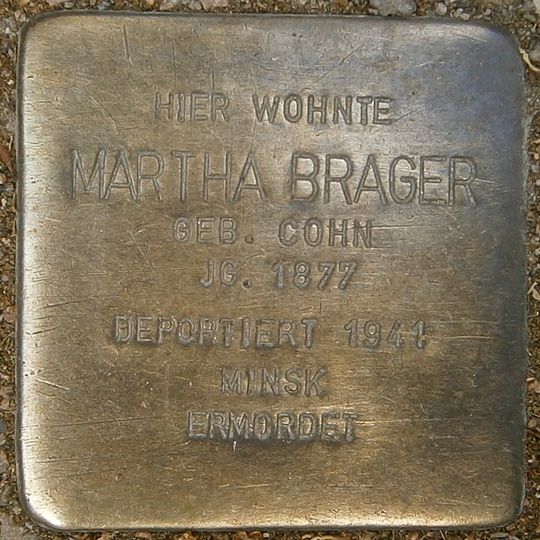 HIER WOHNTE
MARTHA BRAGER
GEB. COHN
JG. 1877
DEPORTIERT 1941
MINSK
ERMORDET